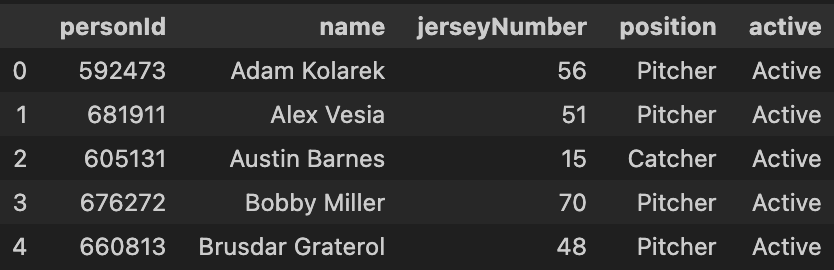 personId name jerseyNumber position active
0 592473 Adam Kolarek 56 Pitcher Active
1 681911 Alex Vesia 51 Pitcher Active
2 605131 Austin Barnes 15 Catcher Active
3 676272 Bobby Miller 70 Pitcher Active
4 660813 Brusdar Graterol 48 Pitcher Active